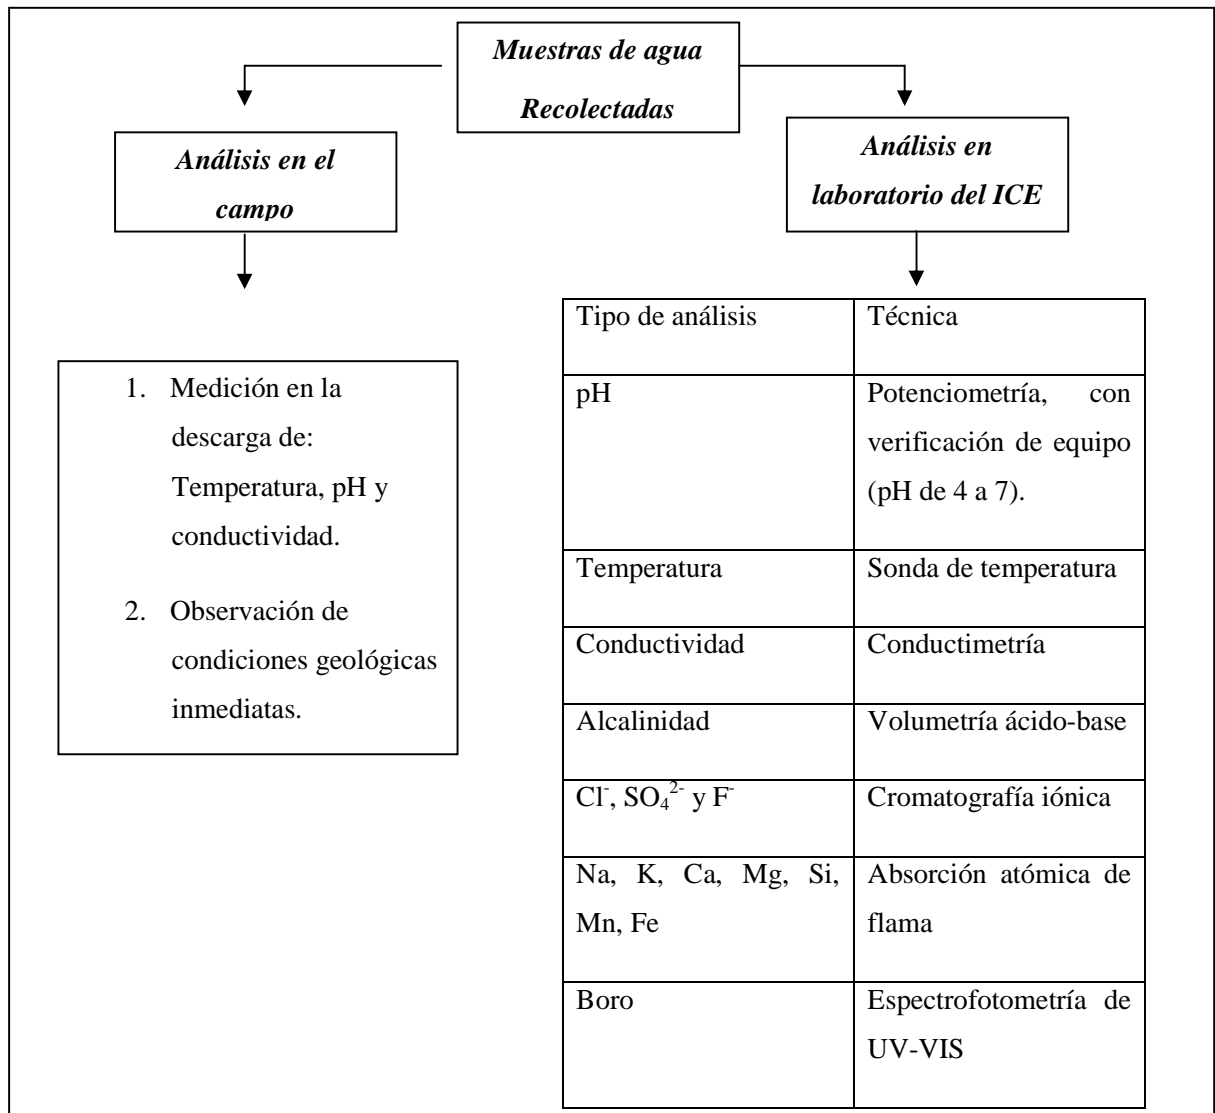 Muestras de agua
Recolectadas
Análisis en el
campo
Análisis en
laboratorio del ICE
1. Medición en la
descarga de:
Temperatura, pH y
conductividad.
2. Observación de
condiciones geológicas
inmediatas.
Tipo de análisis Técnica
pH Potenciometría, con
verificación de equipo
(pH de 4 a 7).
Temperatura Sonda de temperatura
Conductividad Conductimetría
Alcalinidad Volumetría ácido-base
Cl⁻, SO₄²⁻ y F⁻ Cromatografía iónica
Na, K, Ca, Mg, Si, Absorción atómica de
Mn, Fe flama
Boro Espectrofotometría de
UV-VIS